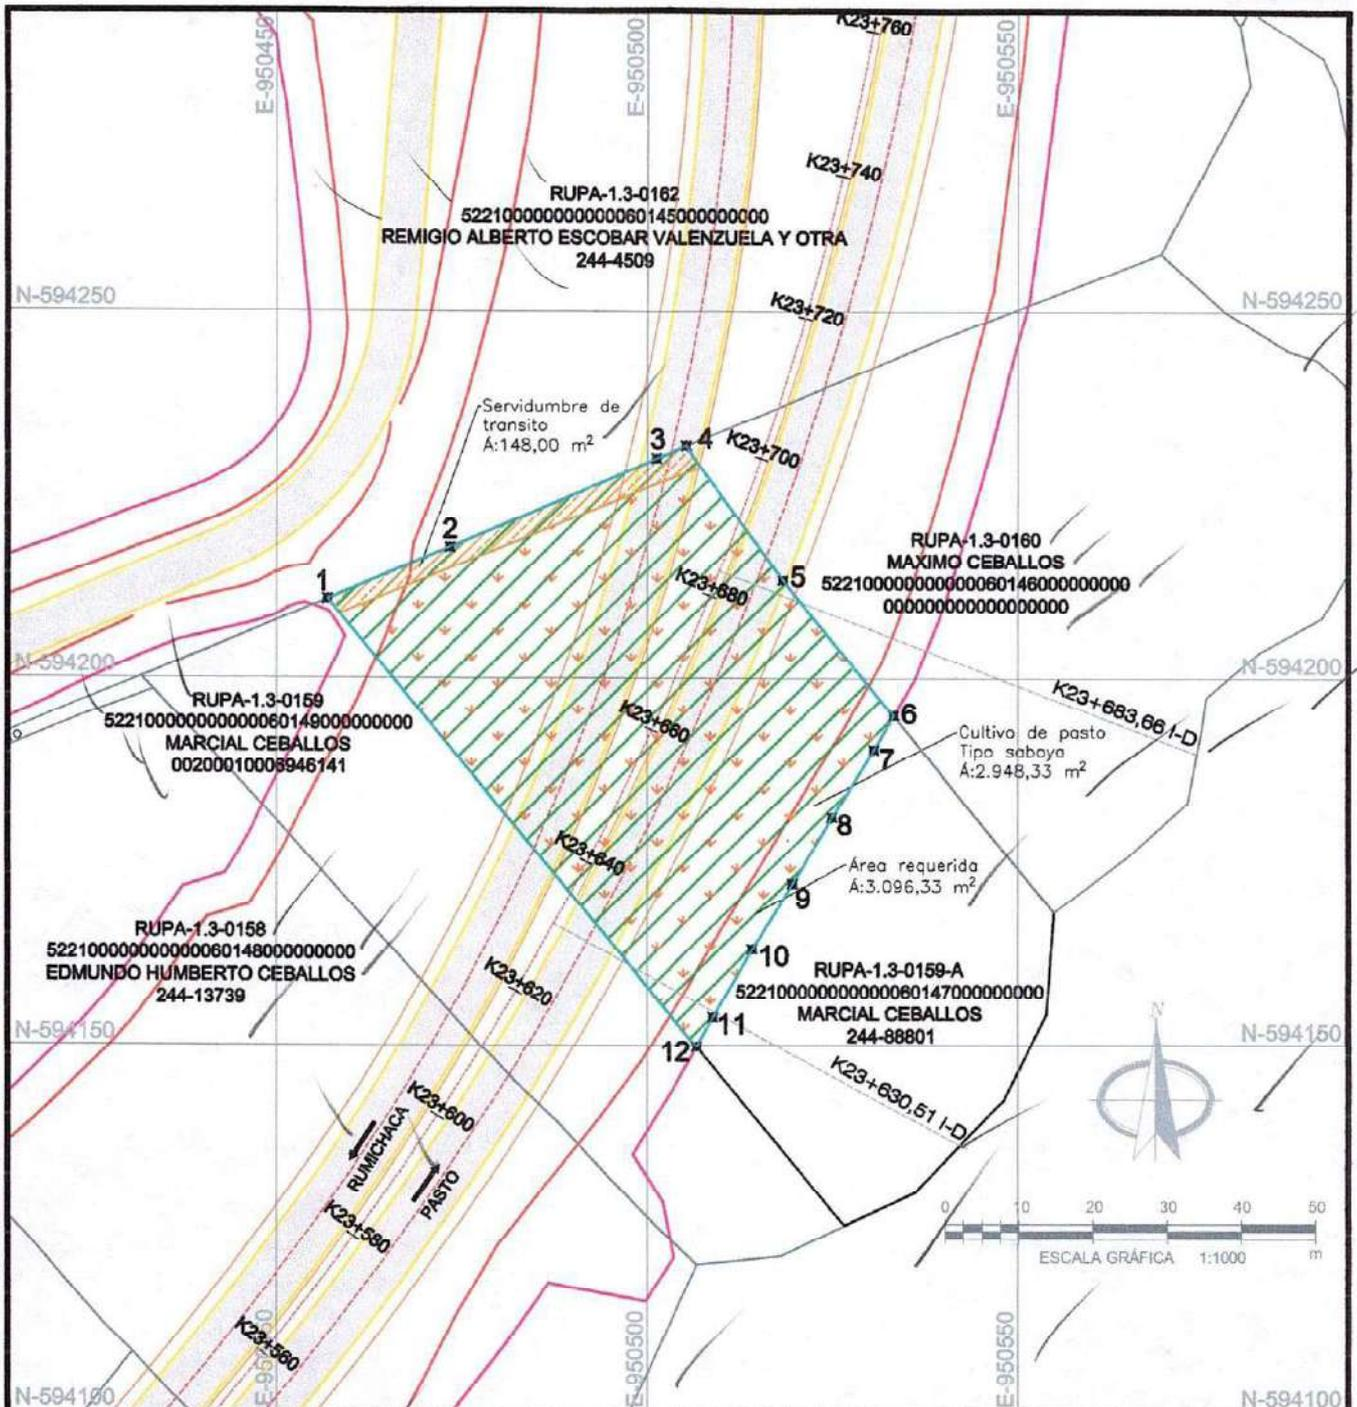 E-950450
E-950500
E-950550
K23+760
K23+740
RUPA-1.3-0162
522100000000000060145000000000
REMIGIO ALBERTO ESCOBAR VALENZUELA Y OTRA
244-4509
N-594250
N-594250
K23+720
Servidumbre de
transito
Á:148,00 m²
3
4
K23+700
2
1
RUPA-1.3-0160
MAXIMO CEBALLOS
522100000000000060146000000000
000000000000000000
5
K23+680
N-594200
N-594200
RUPA-1.3-0159
522100000000000060149000000000
MARCIAL CEBALLOS
00200010006946141
K23+683,66 I-D
6
K23+660
Cultivo de pasto
Tipo saboya
Á:2.948,33 m²
7
8
K23+640
Área requerida
Á:3.096,33 m²
9
RUPA-1.3-0158
522100000000000060148000000000
EDMUNDO HUMBERTO CEBALLOS
244-13739
10
K23+620
RUPA-1.3-0159-A
522100000000000060147000000000
MARCIAL CEBALLOS
244-88801
11
12
N-594150
N-594150
N
K23+630,51 I-D
K23+600
RUMICHACA
PASTO
K23+580
0 10 20 30 40 50
ESCALA GRÁFICA 1:1000 m
K23+560
E-950500
E-950550
N-594100
N-594100